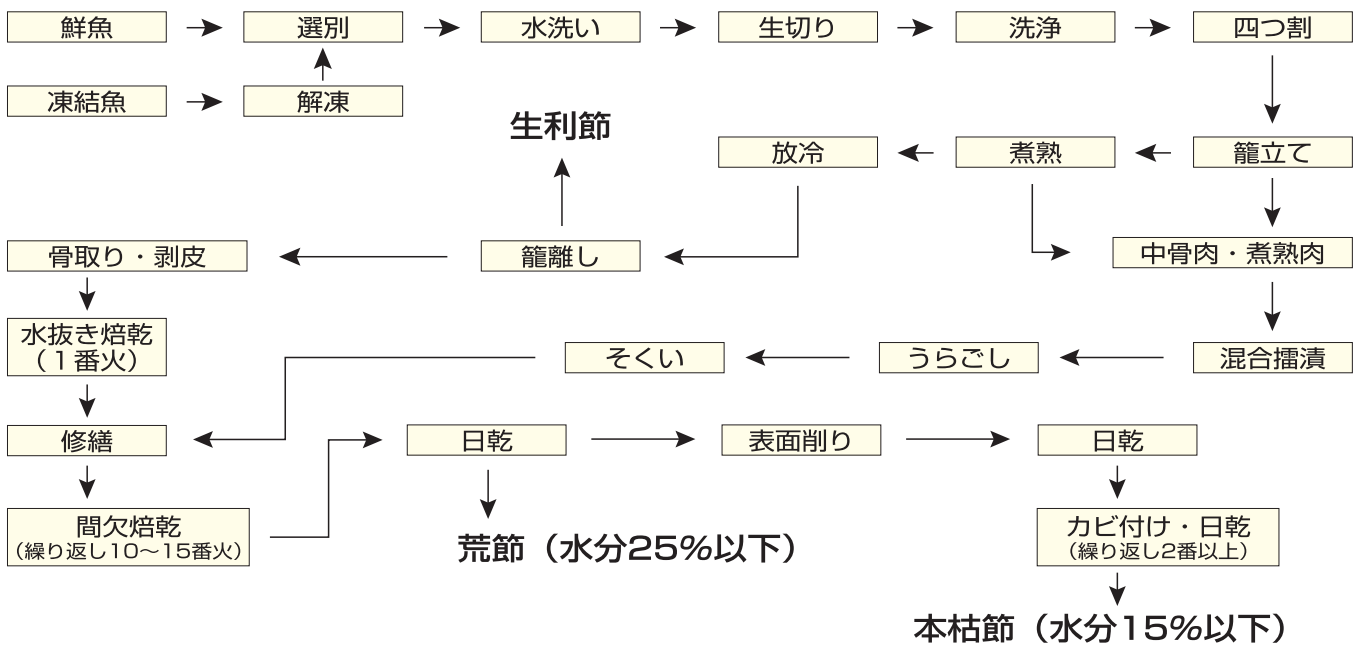 鮮魚
選別
水洗い
生切り
洗浄
四つ割
凍結魚
解凍
生利節
放冷
煮熟
籠立て
骨取り・剥皮
籠離し
中骨肉・煮熟肉
水抜き焙乾
（１番火）
そくい
うらごし
混合擂潰
修繕
日乾
表面削り
日乾
間欠焙乾
（繰り返し10～15番火）
荒節（水分25%以下）
カビ付け・日乾
（繰り返し2番以上）
本枯節（水分15%以下）